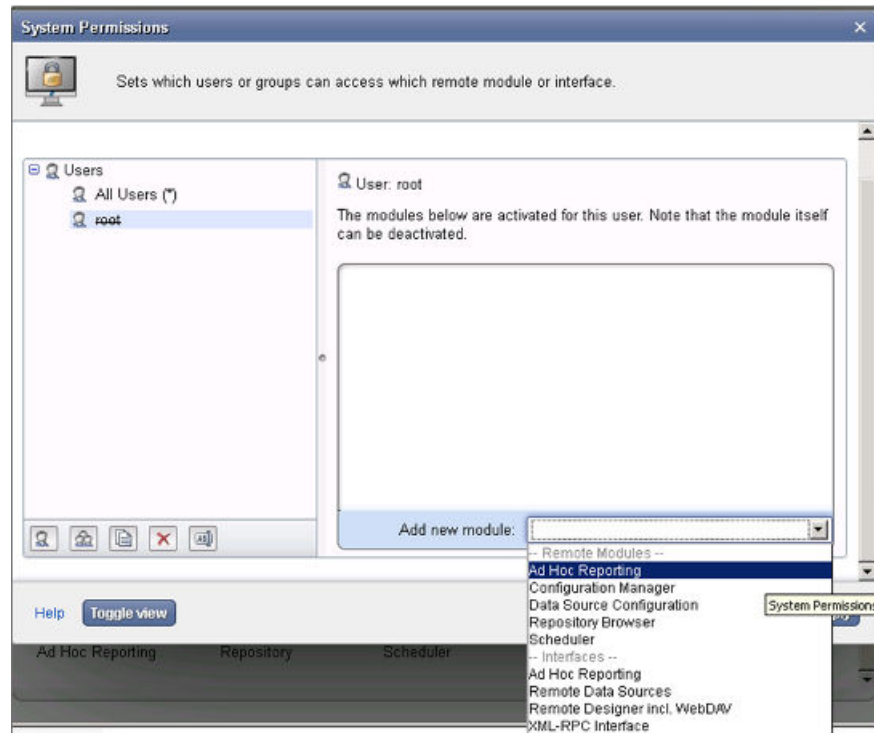 System Permissions
Sets which users or groups can access which remote module or interface.
Users
All Users (*)
root
User: root
The modules below are activated for this user. Note that the module itself
can be deactivated.
Add new module:
-- Remote Modules --
Ad Hoc Reporting
Configuration Manager
Data Source Configuration
Repository Browser
Scheduler
-- Interfaces --
Ad Hoc Reporting
Remote Data Sources
Remote Designer incl. WebDAV
XML-RPC Interface
System Permissions
Help
Toggle view
Ad Hoc Reporting
Repository
Scheduler